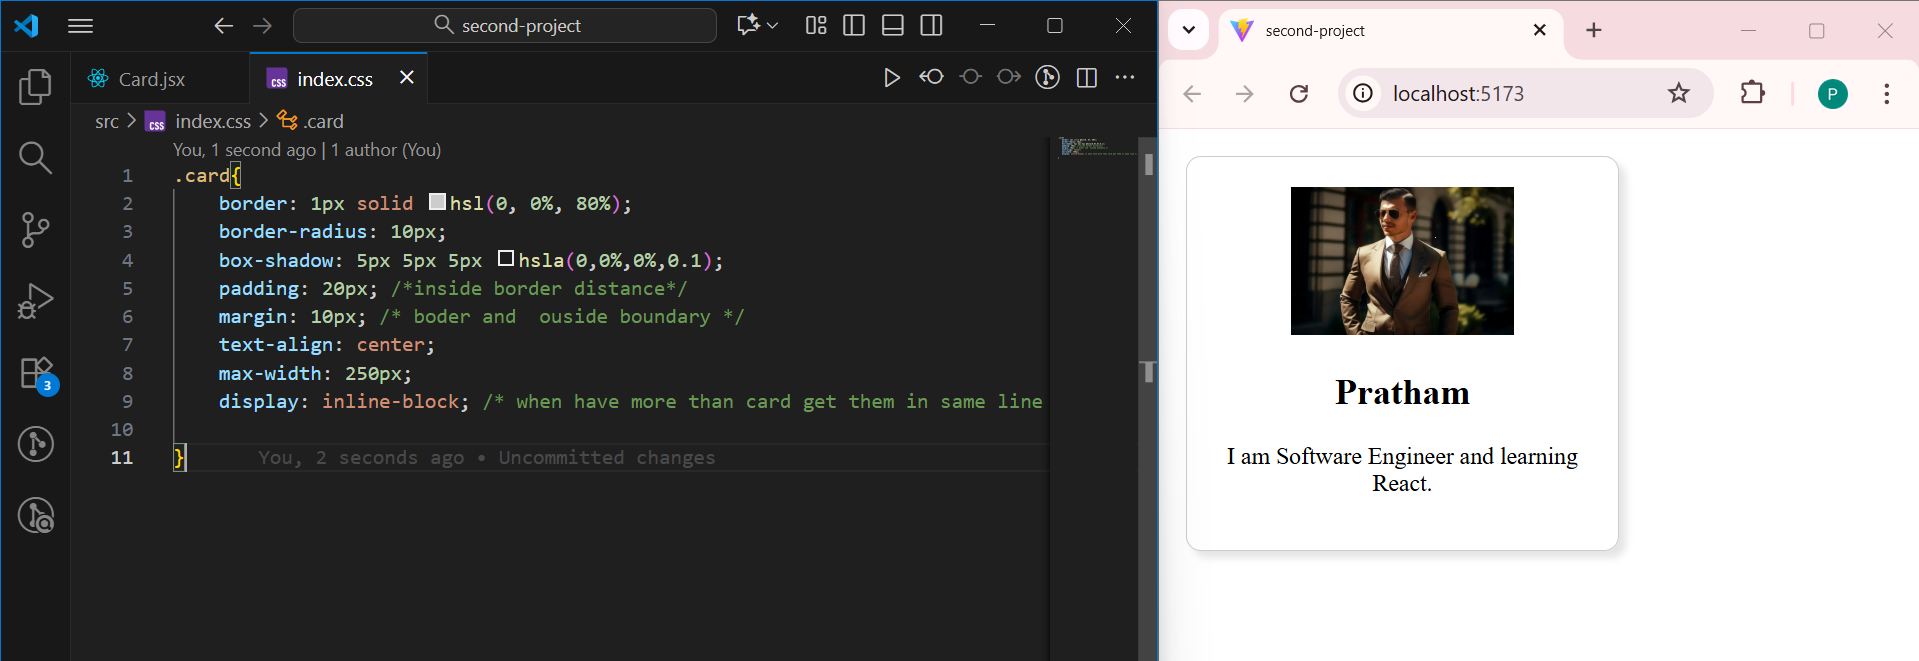 second-project
Card.jsx
css index.css
src > css index.css > .card
You, 1 second ago | 1 author (You)
1 .card{
2 border: 1px solid hsl(0, 0%, 80%);
3 border-radius: 10px;
4 box-shadow: 5px 5px 5px hsla(0,0%,0%,0.1);
5 padding: 20px; /*inside border distance*/
6 margin: 10px; /* boder and  ouside boundary */
7 text-align: center;
8 max-width: 250px;
9 display: inline-block; /* when have more than card get them in same line
10
11 } You, 2 seconds ago • Uncommitted changes
3
second-project
localhost:5173
P
Pratham
I am Software Engineer and learning
React.